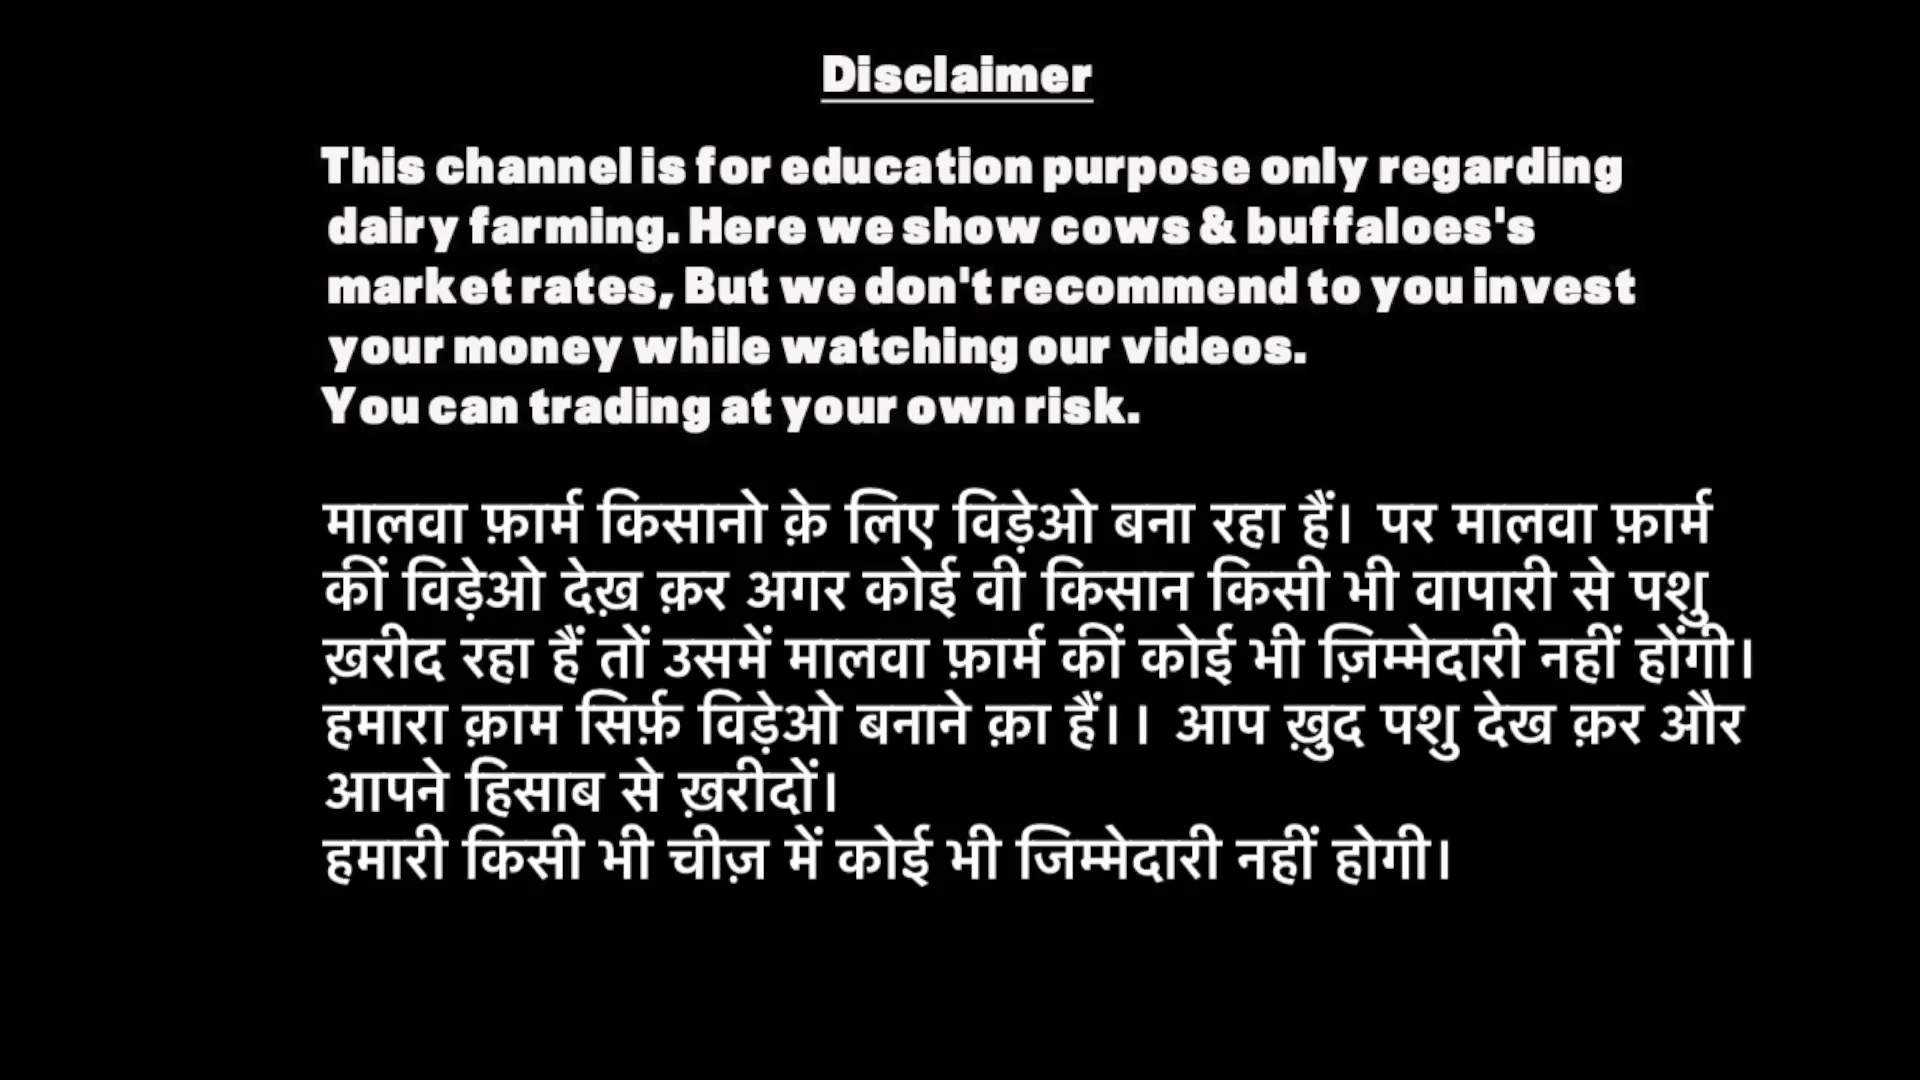 Disclaimer
This channel is for education purpose only regarding
dairy farming. Here we show cows & buffaloes's
market rates, But we don't recommend to you invest
your money while watching our videos.
You can trading at your own risk.
मालवा फ़ार्म किसानो क़े लिए विड़ेओ बना रहा हैं। पर मालवा फ़ार्म
कीं विड़ेओ देख़ क़र अगर कोई वी किसान किसी भी वापारी से पशु
ख़रीद रहा हैं तों उसमें मालवा फ़ार्म कीं कोई भी ज़िम्मेदारी नहीं होंगी।
हमारा क़ाम सिर्फ़ विड़ेओ बनाने क़ा हैं।। आप ख़ुद पशु देख क़र और
आपने हिसाब से ख़रीदों।
हमारी किसी भी चीज़ में कोई भी जिम्मेदारी नहीं होगी।